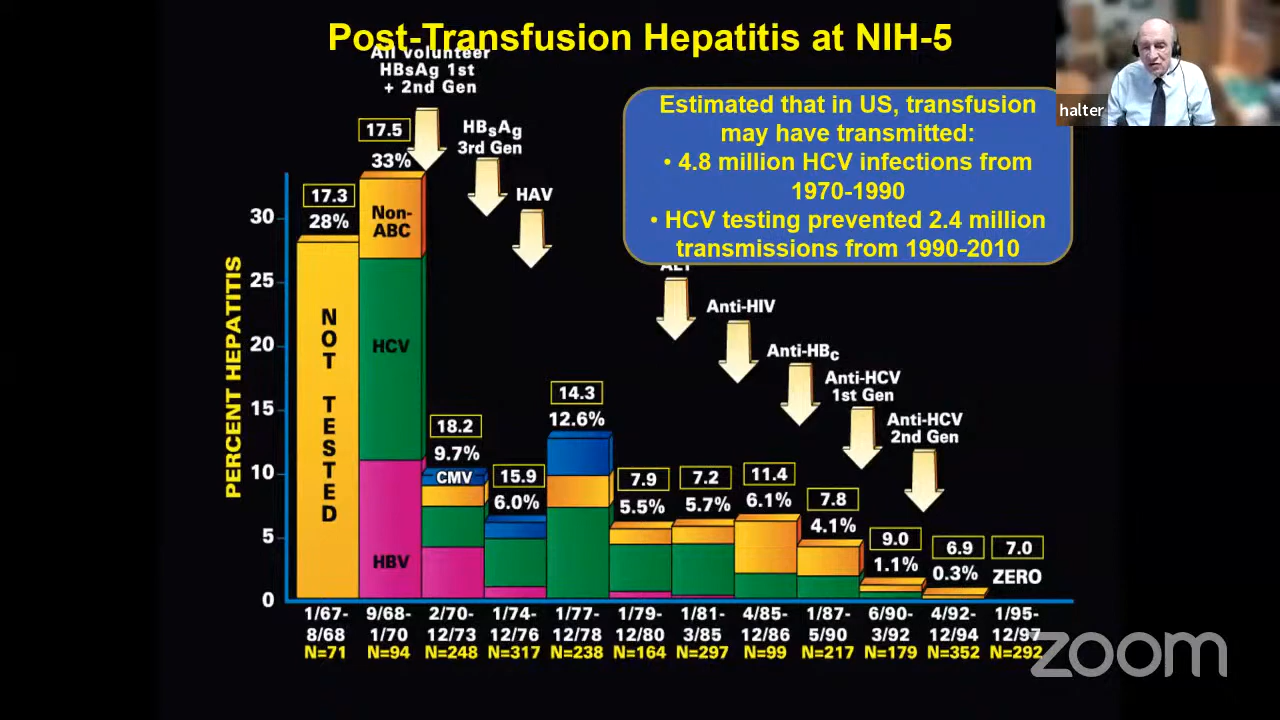 Post-Transfusion Hepatitis at NIH-5
halter
All Volunteer
HBsAg 1st
+ 2nd Gen
HBsAg
3rd Gen
HAV
Estimated that in US, transfusion
may have transmitted:
• 4.8 million HCV infections from
1970-1990
• HCV testing prevented 2.4 million
transmissions from 1990-2010
ALT
Anti-HIV
Anti-HBc
Anti-HCV
1st Gen
Anti-HCV
2nd Gen
PERCENT HEPATITIS
30
25
20
15
10
5
0
17.3
28%
NOT TESTED
17.5
33%
Non-
ABC
HCV
HBV
18.2
9.7%
CMV
15.9
6.0%
14.3
12.6%
7.9
5.5%
7.2
5.7%
11.4
6.1%
7.8
4.1%
9.0
1.1%
6.9
0.3%
7.0
ZERO
1/67- 9/68- 2/70- 1/74- 1/77- 1/79- 1/81- 4/85- 1/87- 6/90- 4/92- 1/95-
8/68 1/70 12/73 12/76 12/78 12/80 3/85 12/86 5/90 3/92 12/94 12/97
N=71 N=94 N=248 N=317 N=238 N=164 N=297 N=99 N=217 N=179 N=352 N=292
zoom